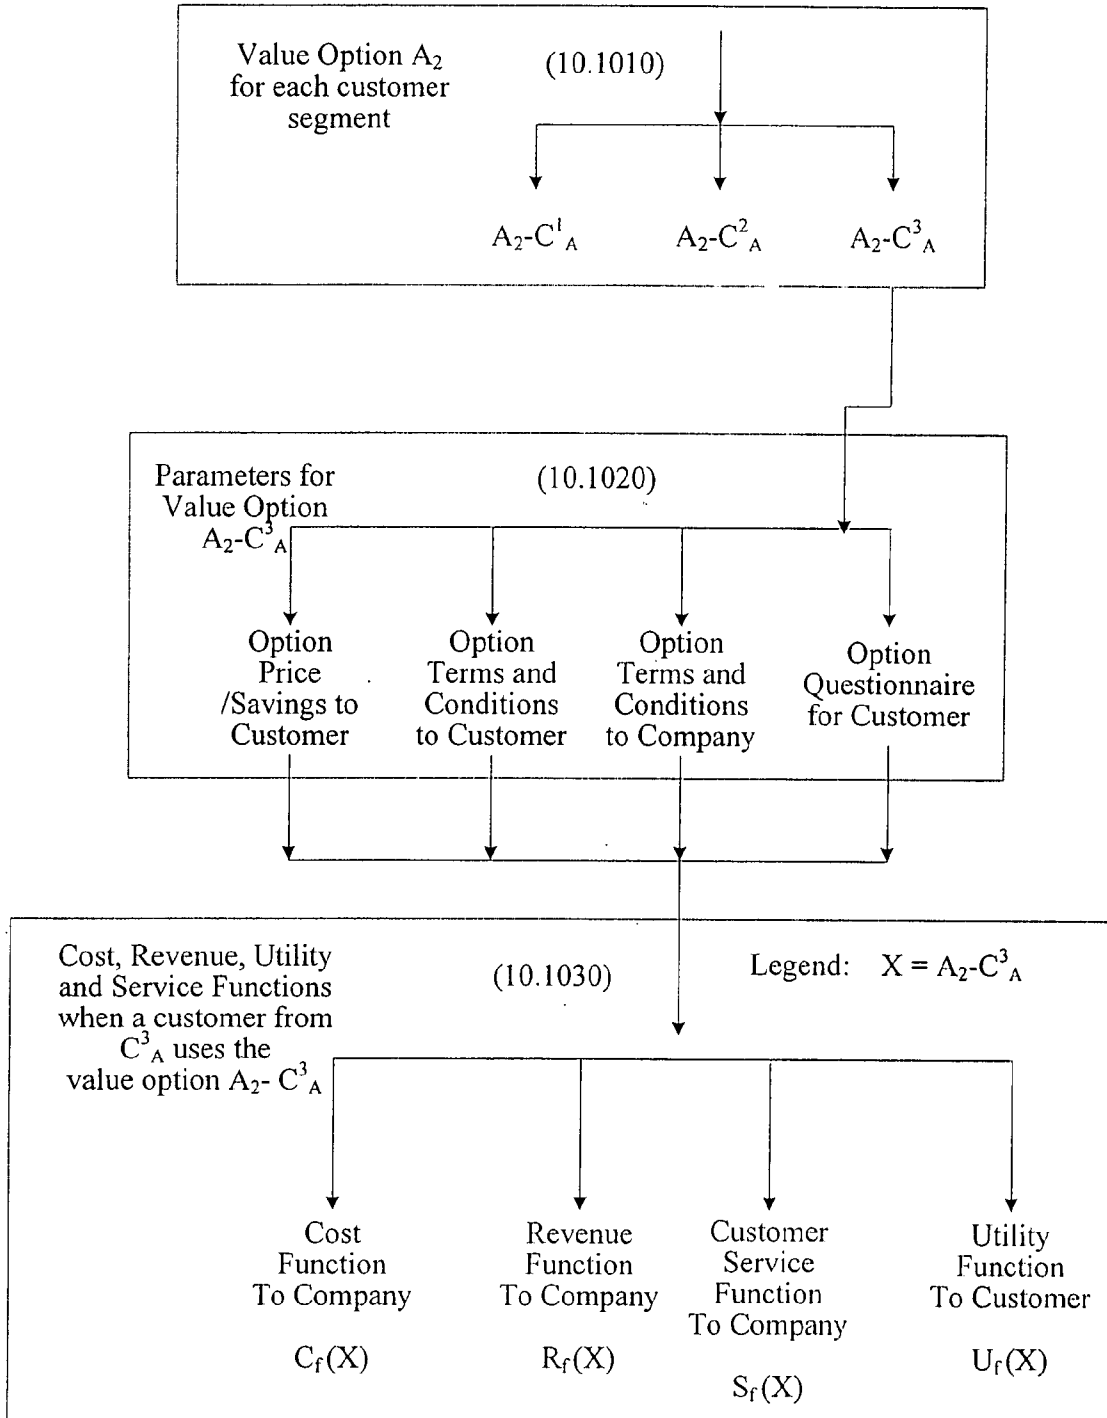 Value Option A₂
for each customer
segment
(10.1010)
A₂-C¹A
A₂-C²A
A₂-C³A
Parameters for
Value Option
A₂-C³A
(10.1020)
Option
Price
/Savings to
Customer
Option
Terms and
Conditions
to Customer
Option
Terms and
Conditions
to Company
Option
Questionnaire
for Customer
Cost, Revenue, Utility
and Service Functions
when a customer from
C³A uses the
value option A₂- C³A
(10.1030)
Legend: X = A₂-C³A
Cost
Function
To Company
Cf(X)
Revenue
Function
To Company
Rf(X)
Customer
Service
Function
To Company
Sf(X)
Utility
Function
To Customer
Uf(X)